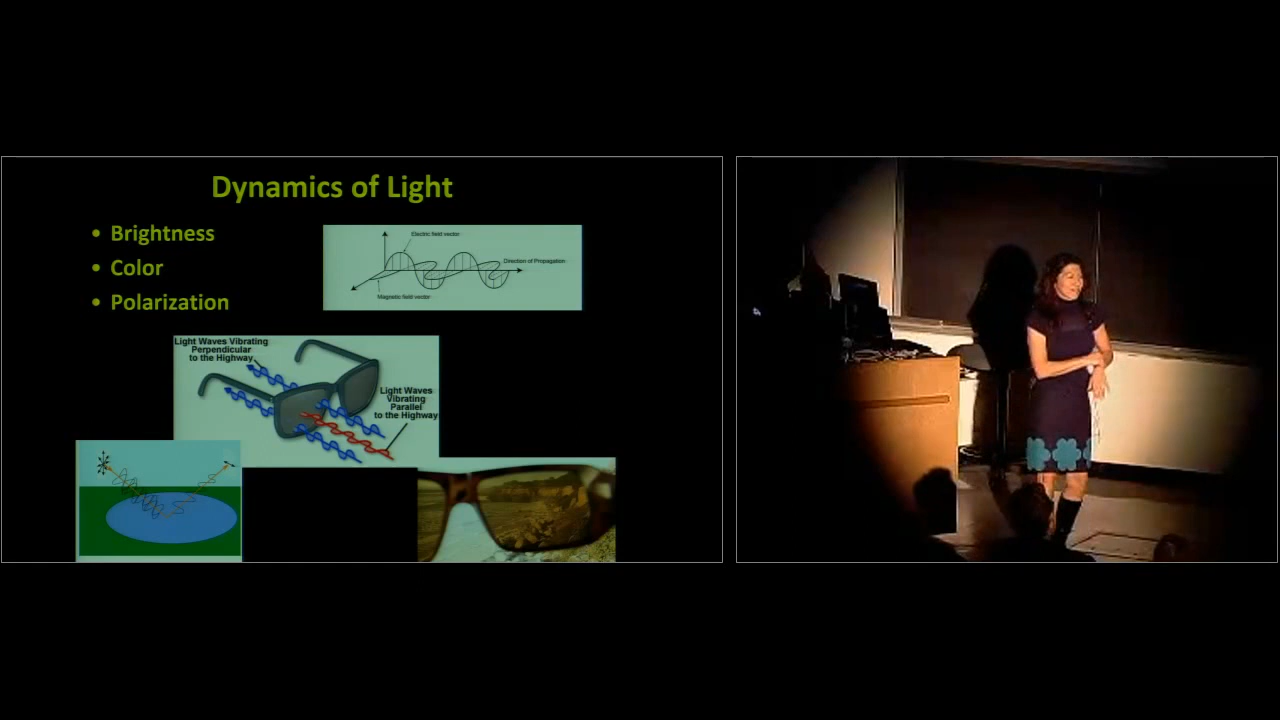 Dynamics of Light
• Brightness
• Color
• Polarization
Electric field vector
Direction of Propagation
Magnetic field vector
Light Waves Vibrating
Perpendicular
to the Highway
Light Waves
Vibrating
Parallel
to the Highway